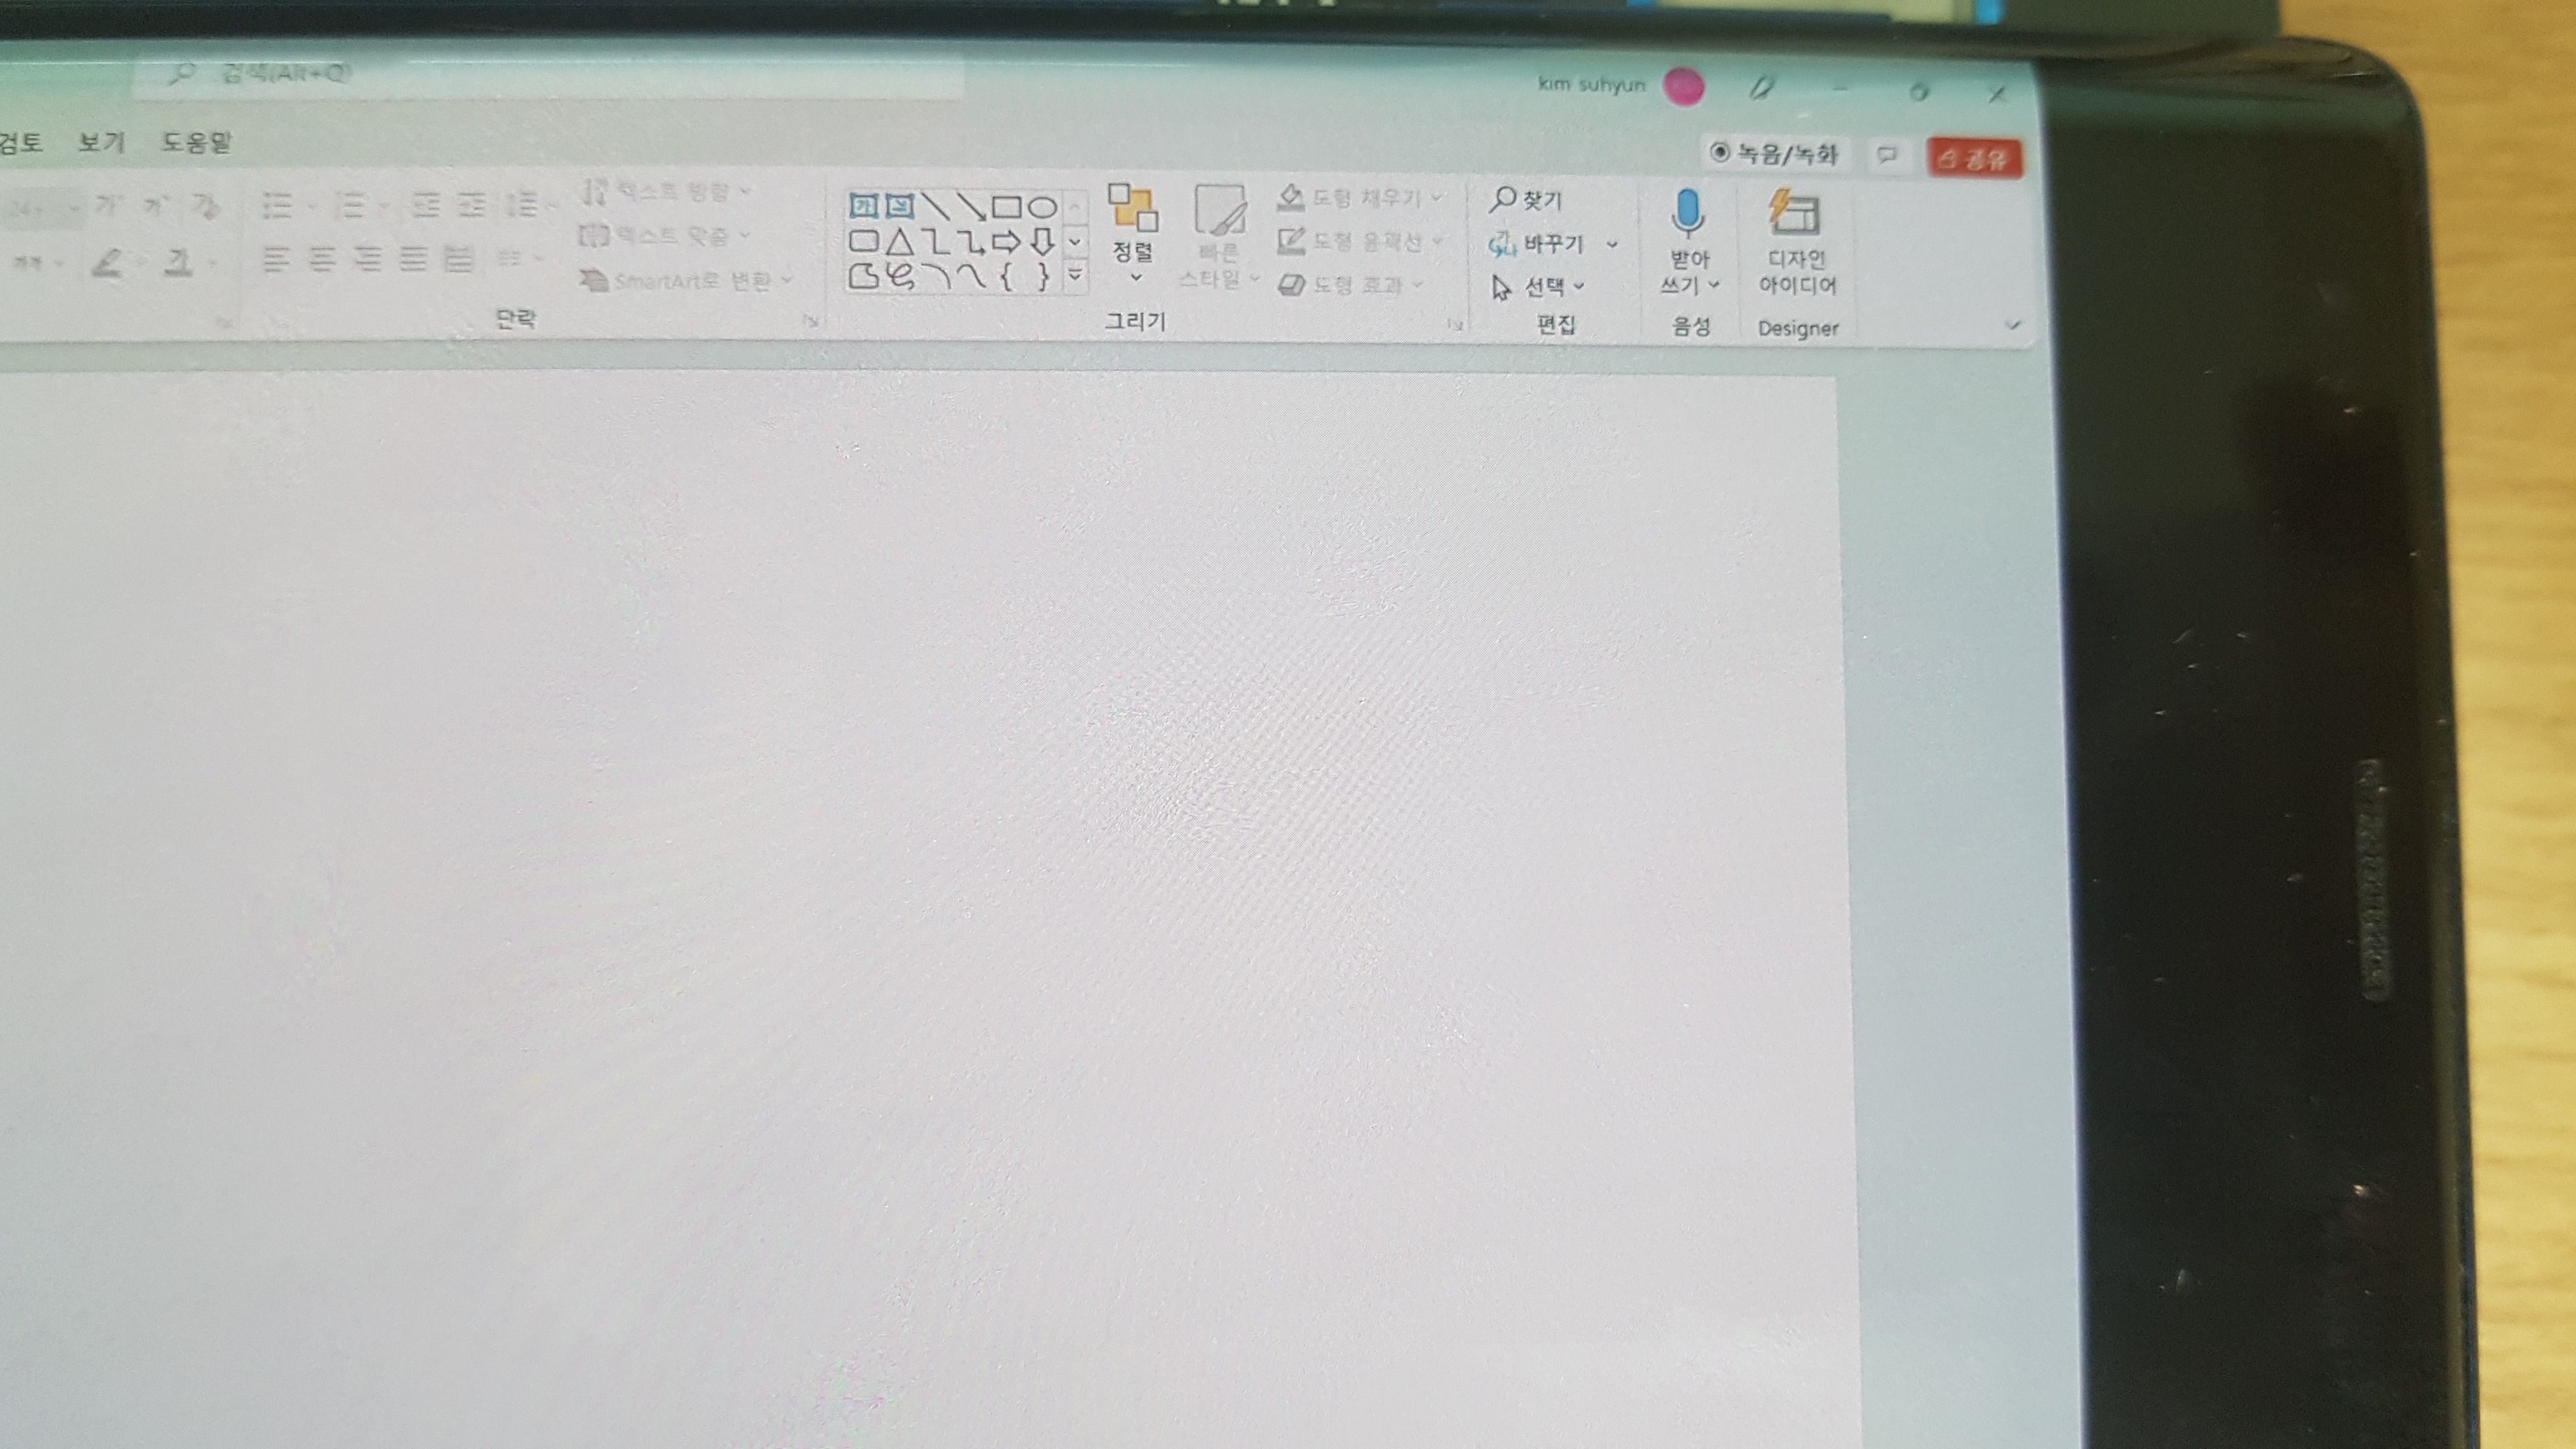 검색(Alt+Q)
kim suhyun
검토 보기 도움말
녹음/녹화
공유
텍스트 방향
텍스트 맞춤
SmartArt로 변환
단락
정렬
빠른
스타일
도형 채우기
도형 윤곽선
도형 효과
그리기
찾기
바꾸기
선택
편집
받아
쓰기
음성
디자인
아이디어
Designer